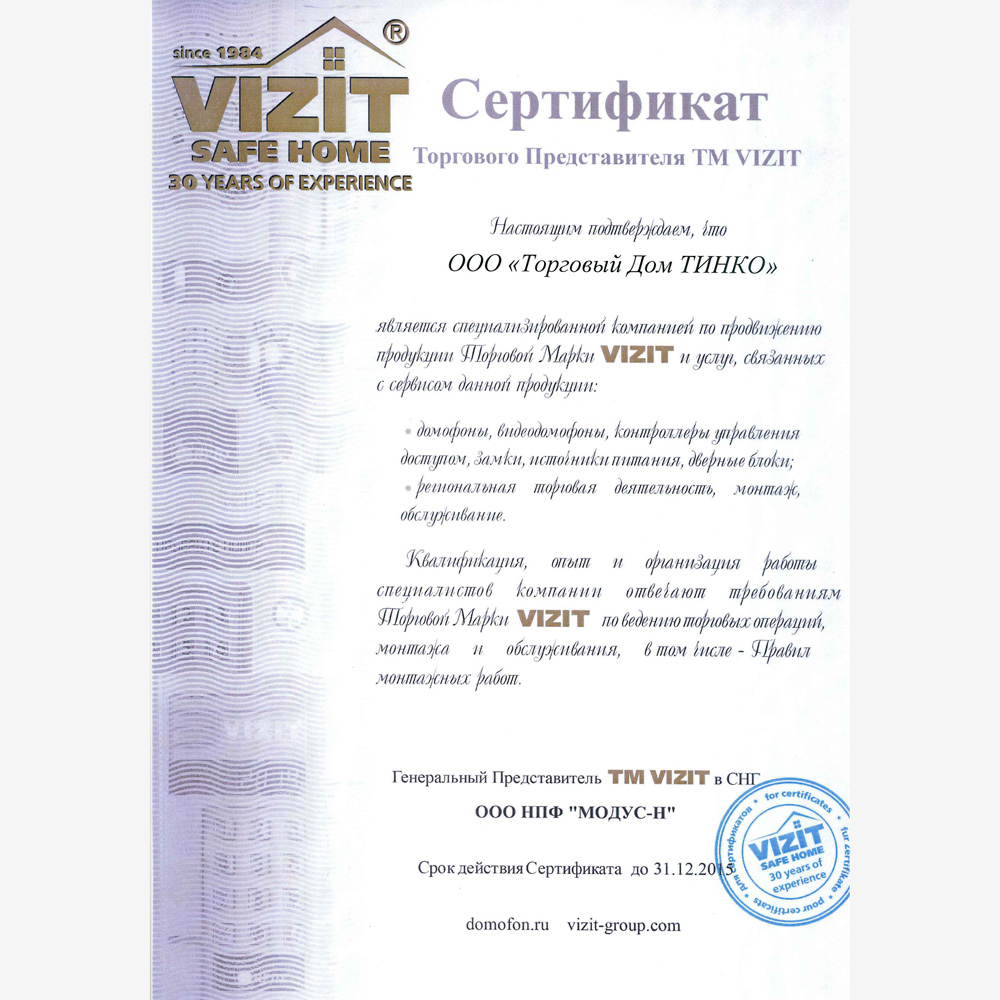 since 1984 ®
VIZIT
SAFE HOME
30 YEARS OF EXPERIENCE
Сертификат
Торгового Представителя ТМ VIZIT
Настоящим подтверждаем, что
ООО «Торговый Дом ТИНКО»
является специализированной компанией по продвижению
продукции Торговой Марки VIZIT и услуг, связанных
с сервисом данной продукции:
• домофоны, видеодомофоны, контроллеры управления
доступом, замки, источники питания, дверные блоки;
• региональная торговая деятельность, монтаж,
обслуживание.
Квалификация, опыт и организация работы
специалистов компании отвечают требованиям
Торговой Марки VIZIT по ведению торговых операций,
монтажа и обслуживания, в том числе - Правил
монтажных работ.
Генеральный Представитель ТМ VIZIT в СНГ
ООО НПФ "МОДУС-Н"
Срок действия Сертификата до 31.12.2015
domofon.ru vizit-group.com
для сертификатов • for certificates • für Zertifikate • pour certificats •
VIZIT
SAFE HOME
30 years of
experience
VIZIT